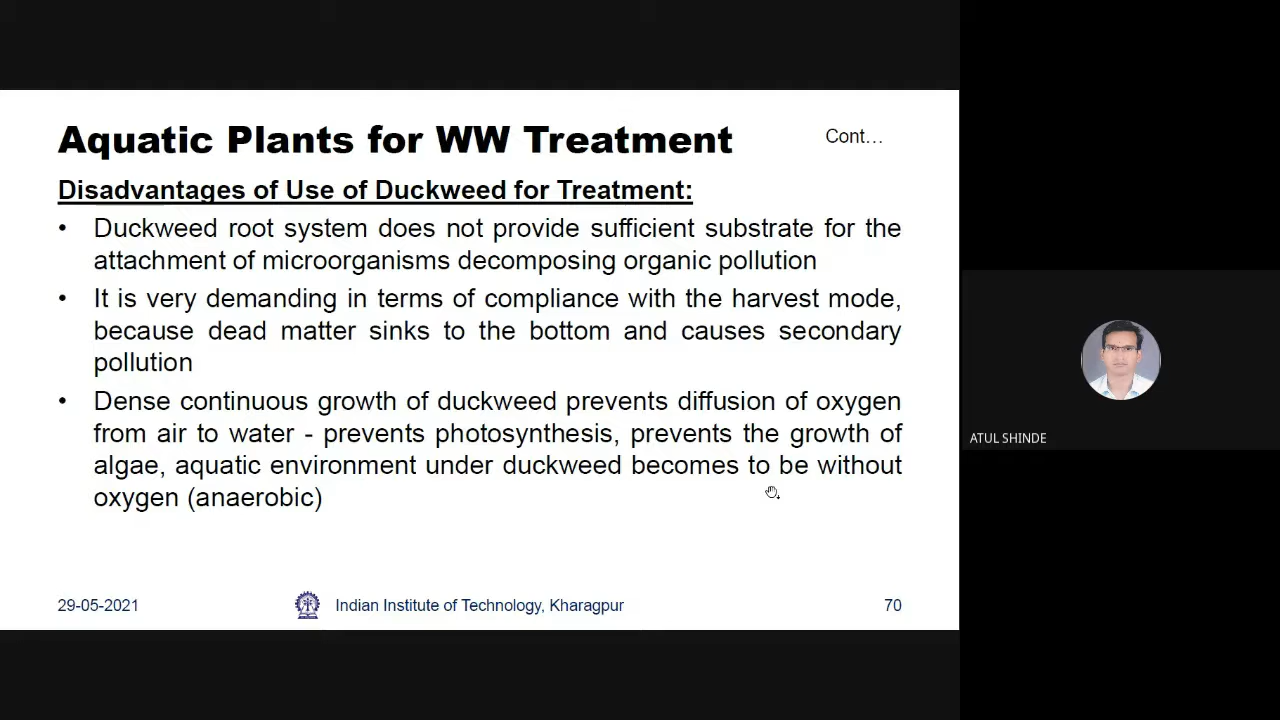 Aquatic Plants for WW Treatment
Cont...
Disadvantages of Use of Duckweed for Treatment:
• Duckweed root system does not provide sufficient substrate for the
attachment of microorganisms decomposing organic pollution
• It is very demanding in terms of compliance with the harvest mode,
because dead matter sinks to the bottom and causes secondary
pollution
• Dense continuous growth of duckweed prevents diffusion of oxygen
from air to water - prevents photosynthesis, prevents the growth of
algae, aquatic environment under duckweed becomes to be without
oxygen (anaerobic)
ATUL SHINDE
29-05-2021
Indian Institute of Technology, Kharagpur
70